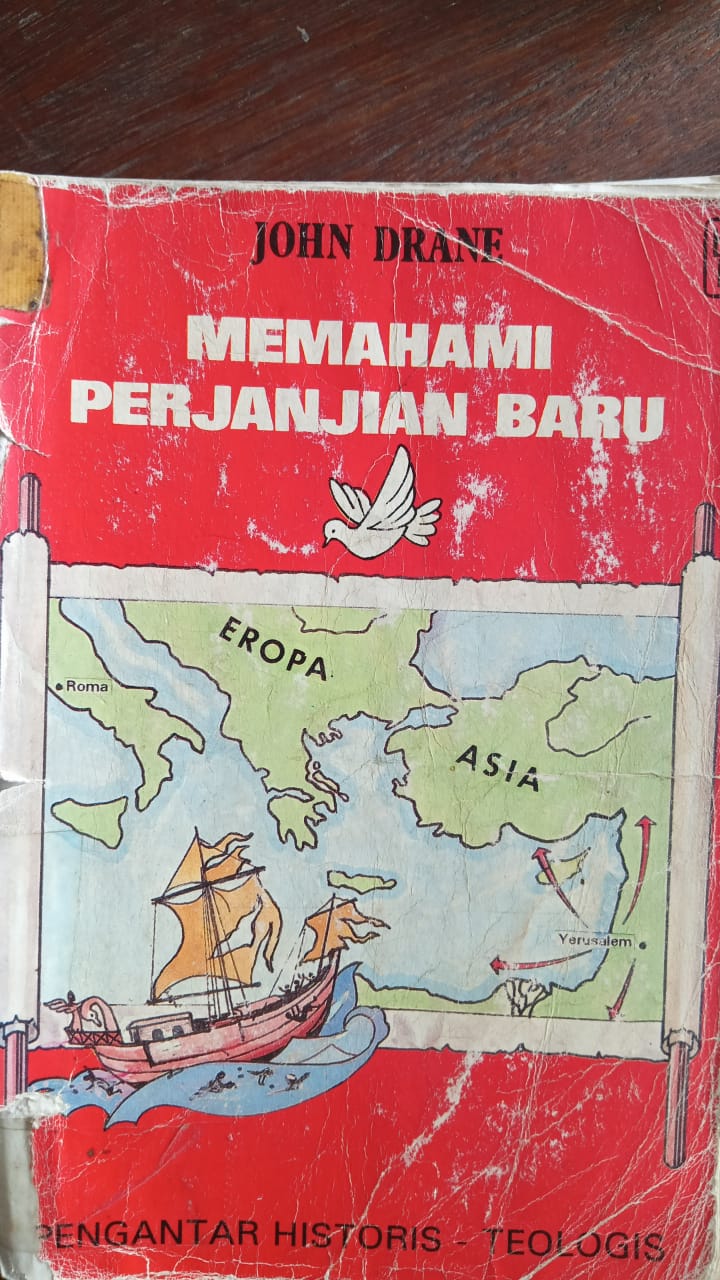 JOHN DRANE
MEMAHAMI
PERJANJIAN BARU
EROPA
Roma
ASIA
Yerusalem
PENGANTAR HISTORIS - TEOLOGIS